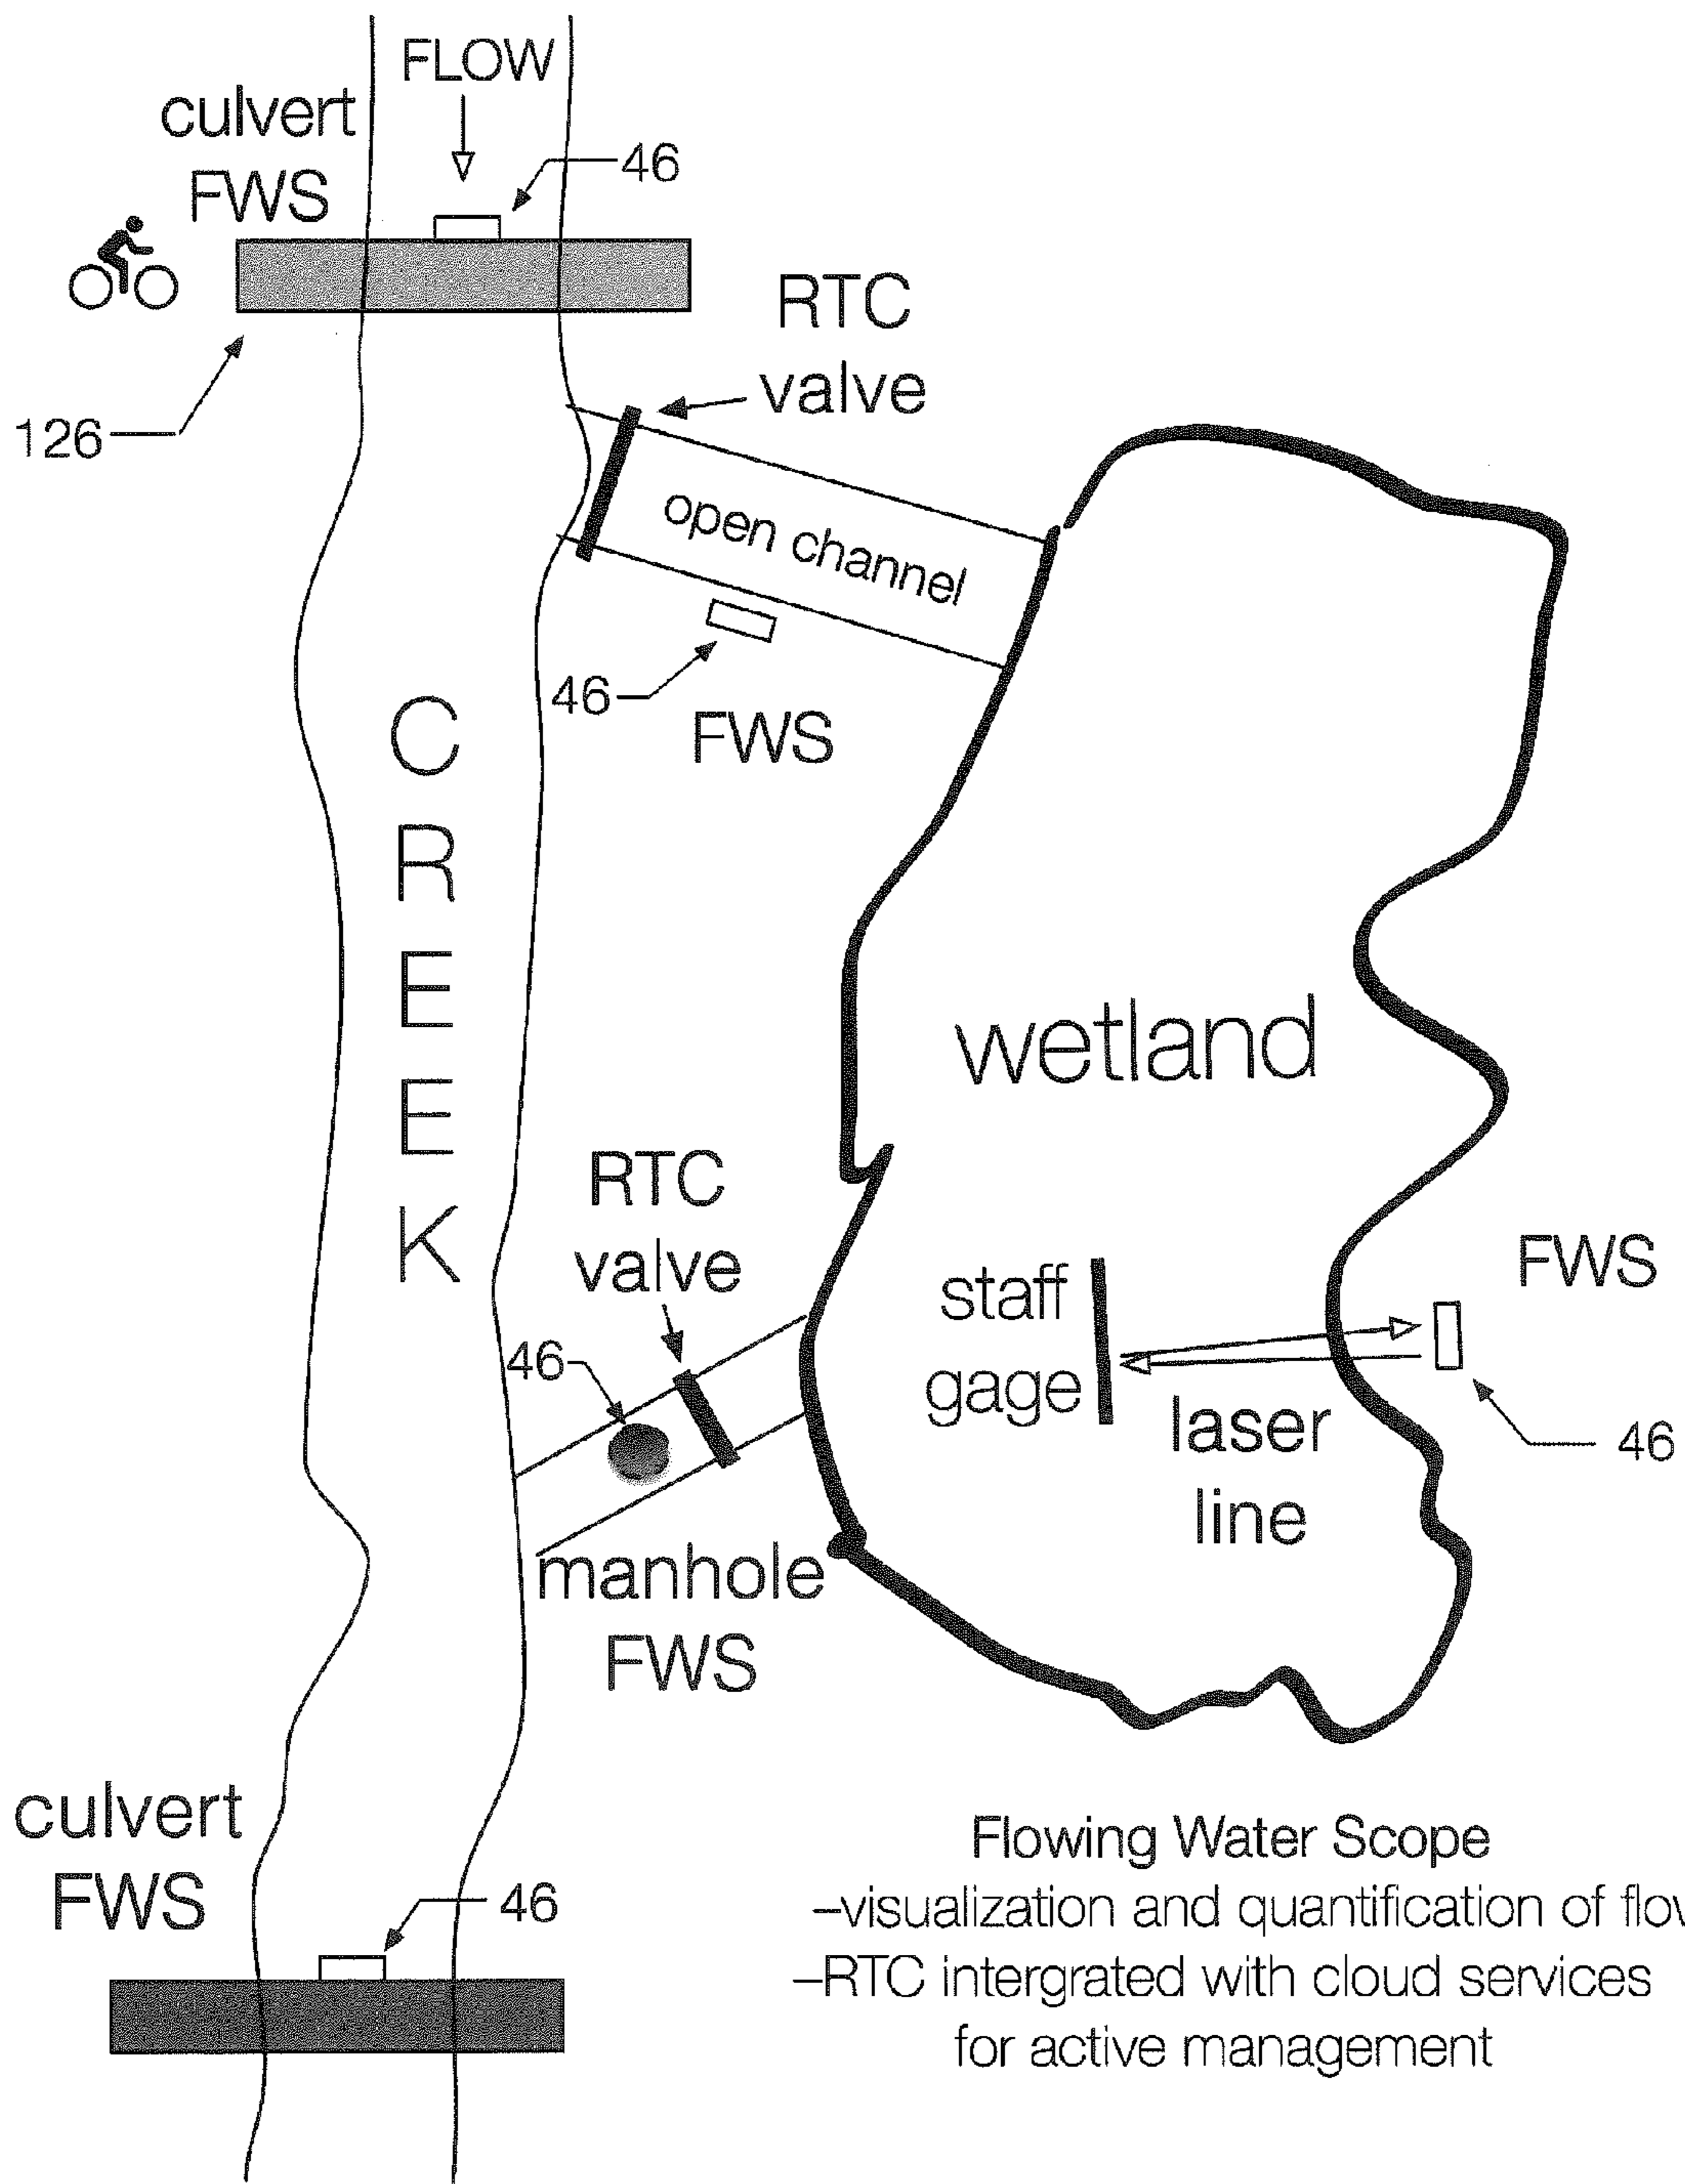 FLOW
culvert
FWS
46
126
RTC
valve
open channel
46
FWS
CREEK
wetland
RTC
valve
46
manhole
FWS
staff
gage
laser
line
FWS
46
culvert
FWS
46
Flowing Water Scope
–visualization and quantification of
–RTC intergrated with cloud services
for active management